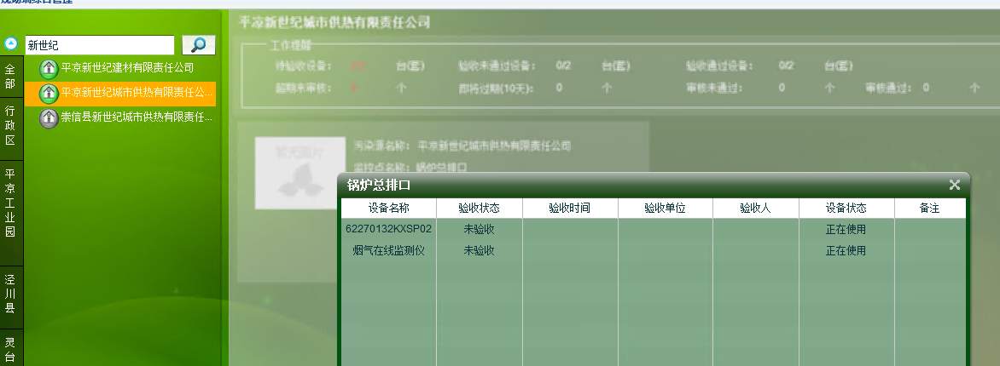 平凉新世纪城市供热有限责任公司
新世纪
全部
行政区
平凉工业园
泾川县
灵台
平凉新世纪建材有限责任公司
平凉新世纪城市供热有限责任公...
崇信县新世纪城市供热有限责任...
工作提醒
待验收设备： 台(套) 验收未通过设备： 0/2 台(套) 验收通过设备： 0/2 台(套)
超期未审核： 个 即将过期(10天)： 0 个 审核未通过： 0 个 审核通过： 0 个
暂无图片
污染源名称： 平凉新世纪城市供热有限责任公司
监控点名称： 锅炉总排口
锅炉总排口
设备名称 验收状态 验收时间 验收单位 验收人 设备状态 备注
62270132KXSP02 未验收 正在使用
烟气在线监测仪 未验收 正在使用